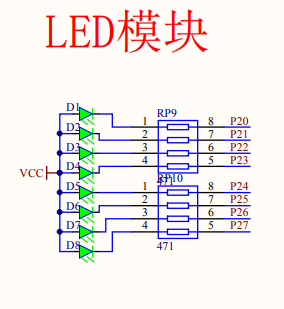 LED模块
D1 RP9
1 8 P20
D2 2 7 P21
D3 3 6 P22
D4 4 5 P23
VCC 471 RP10
D5 1 8 P24
D6 2 7 P25
D7 3 6 P26
D8 4 5 P27
471